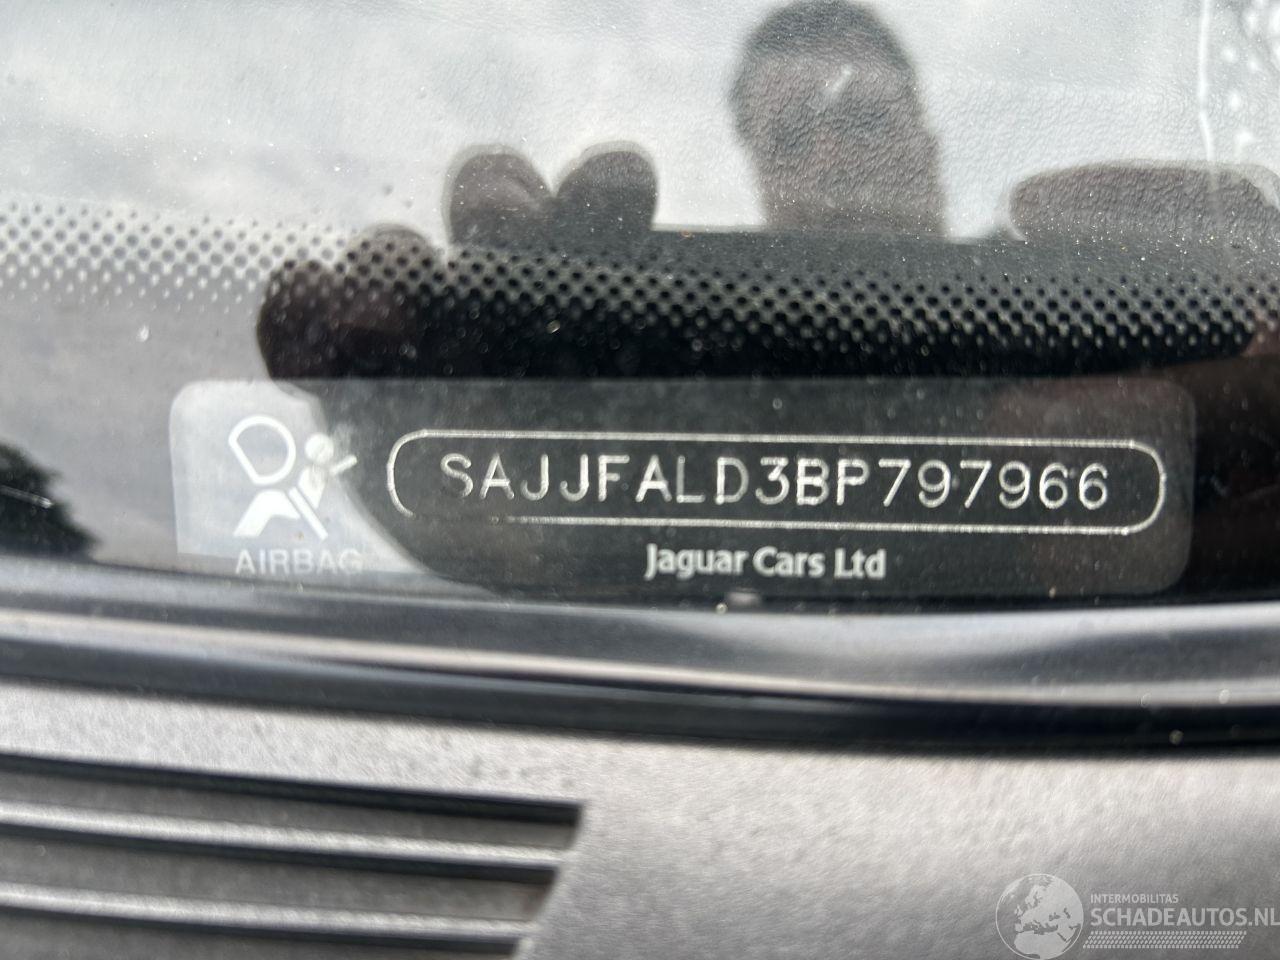 SAJJFALD3BP797966
AIRBAG
Jaguar Cars Ltd
INTERMOBILITAS
SCHADEAUTOS.NL